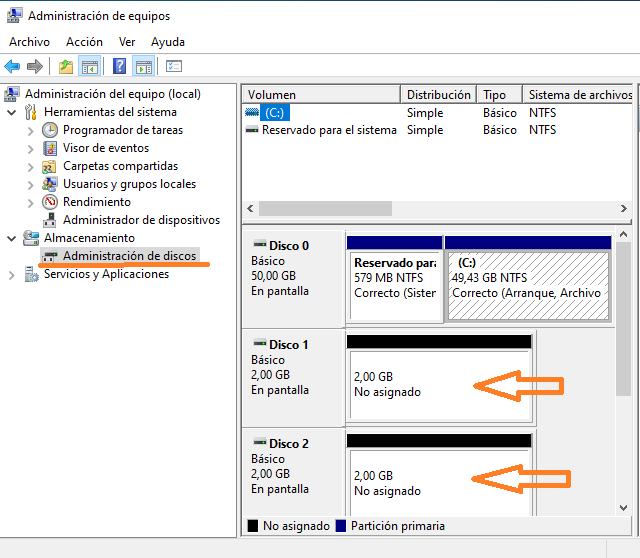 Administración de equipos
Archivo Acción Ver Ayuda
Administración del equipo (local)
Herramientas del sistema
Programador de tareas
Visor de eventos
Carpetas compartidas
Usuarios y grupos locales
Rendimiento
Administrador de dispositivos
Almacenamiento
Administración de discos
Servicios y Aplicaciones
Volumen Distribución Tipo Sistema de archivos
(C:) Simple Básico NTFS
Reservado para el sistema Simple Básico NTFS
Disco 0
Básico
50,00 GB
En pantalla
Reservado para
579 MB NTFS
Correcto (Sister
(C:)
49,43 GB NTFS
Correcto (Arranque, Archivo
Disco 1
Básico
2,00 GB
En pantalla
2,00 GB
No asignado
Disco 2
Básico
2,00 GB
En pantalla
2,00 GB
No asignado
No asignado Partición primaria